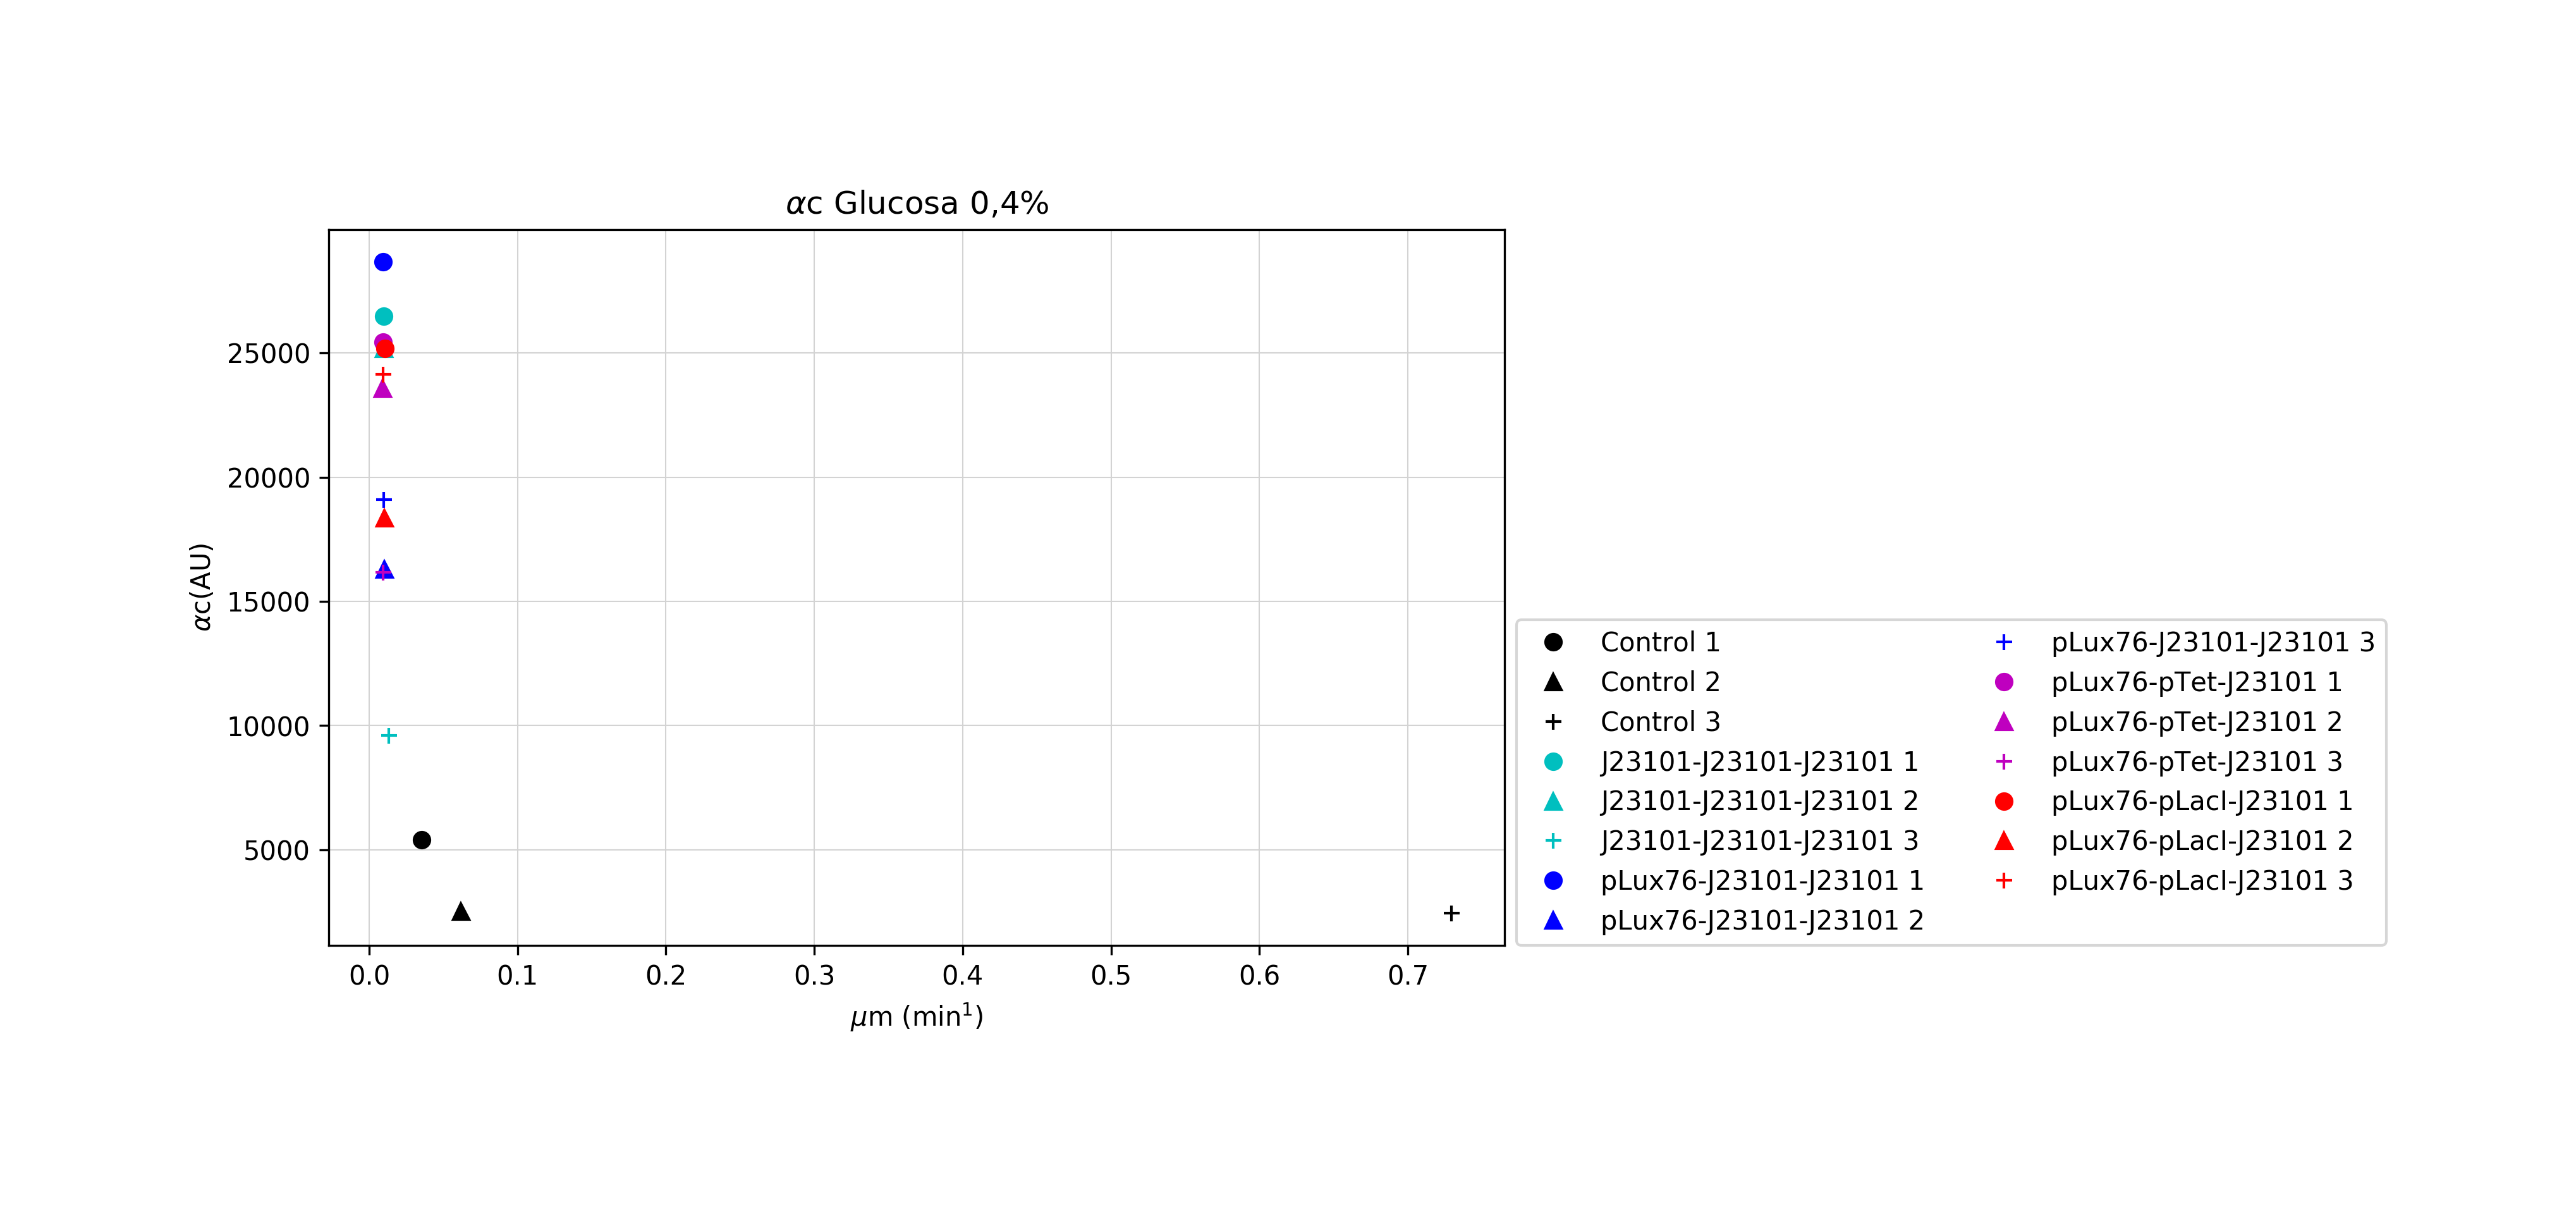 αc Glucosa 0,4%
αc(AU)
25000
20000
15000
10000
5000
0.0 0.1 0.2 0.3 0.4 0.5 0.6 0.7
μm (min¹)
Control 1
Control 2
Control 3
J23101-J23101-J23101 1
J23101-J23101-J23101 2
J23101-J23101-J23101 3
pLux76-J23101-J23101 1
pLux76-J23101-J23101 2
pLux76-J23101-J23101 3
pLux76-pTet-J23101 1
pLux76-pTet-J23101 2
pLux76-pTet-J23101 3
pLux76-pLacI-J23101 1
pLux76-pLacI-J23101 2
pLux76-pLacI-J23101 3